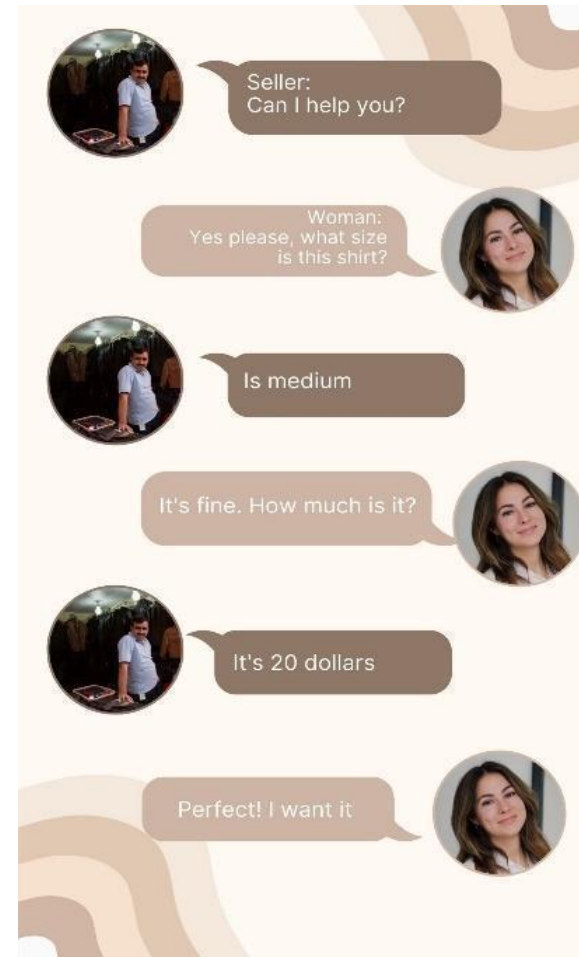 Seller:
Can I help you?
Woman:
Yes please, what size
is this shirt?
Is medium
It's fine. How much is it?
It's 20 dollars
Perfect! I want it